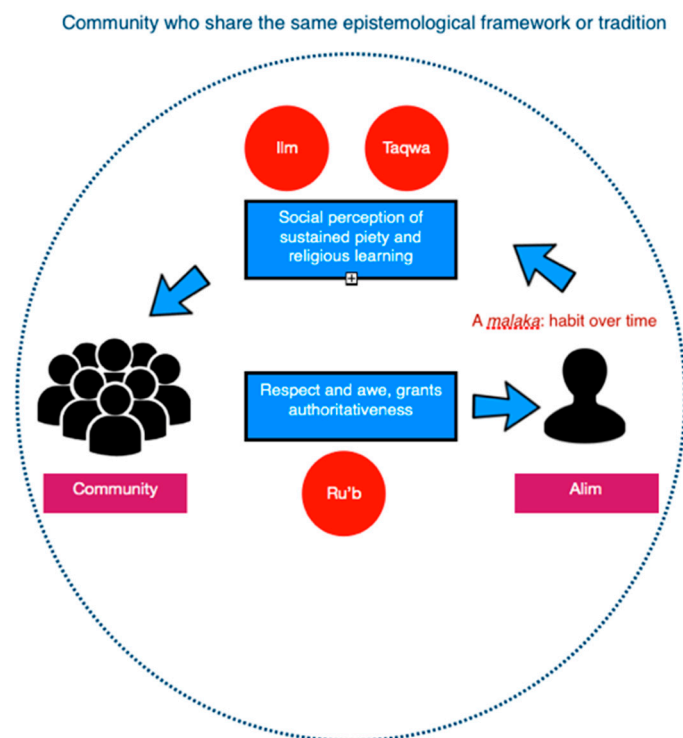 Community who share the same epistemological framework or tradition
Ilm
Taqwa
Social perception of
sustained piety and
religious learning
A malaka: habit over time
Respect and awe, grants
authoritativeness
Community
Ru'b
Alim